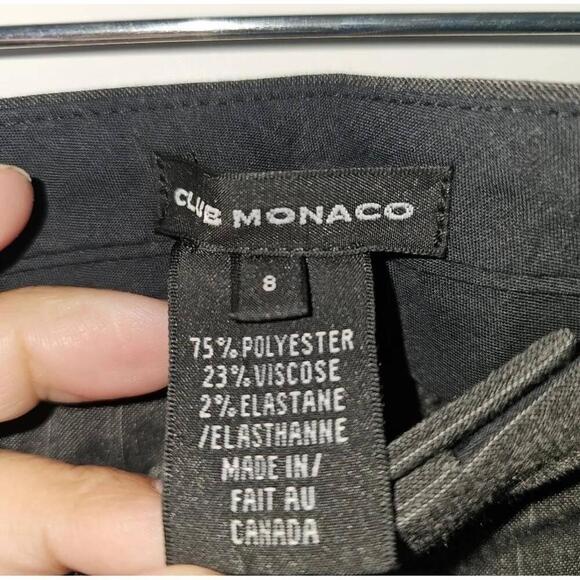 CLUB MONACO
8
75% POLYESTER
23% VISCOSE
2% ELASTANE
/ELASTHANNE
MADE IN/
FAIT AU
CANADA